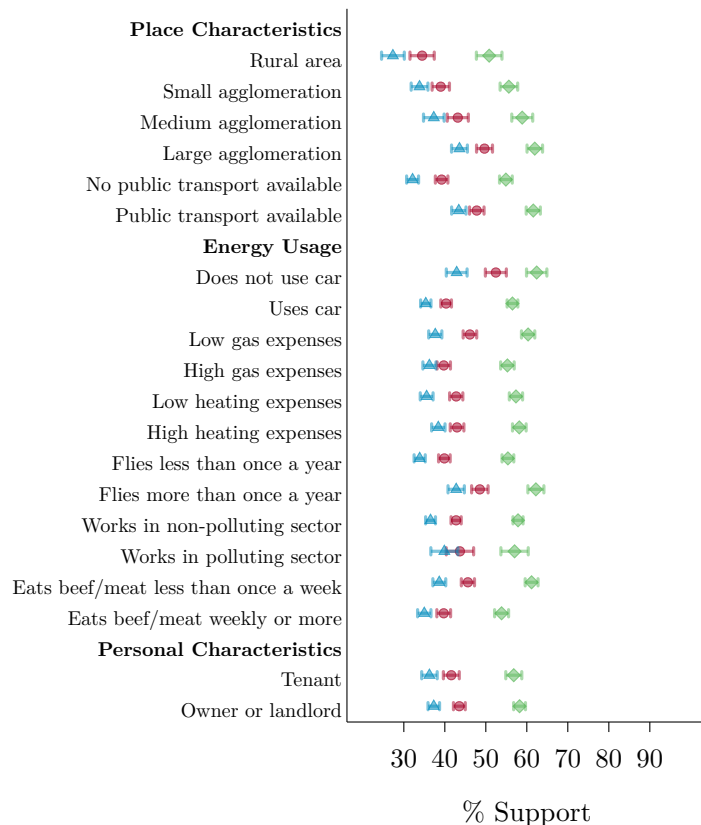 Place Characteristics
Rural area
Small agglomeration
Medium agglomeration
Large agglomeration
No public transport available
Public transport available
Energy Usage
Does not use car
Uses car
Low gas expenses
High gas expenses
Low heating expenses
High heating expenses
Flies less than once a year
Flies more than once a year
Works in non-polluting sector
Works in polluting sector
Eats beef/meat less than once a week
Eats beef/meat weekly or more
Personal Characteristics
Tenant
Owner or landlord
30 40 50 60 70 80 90
% Support